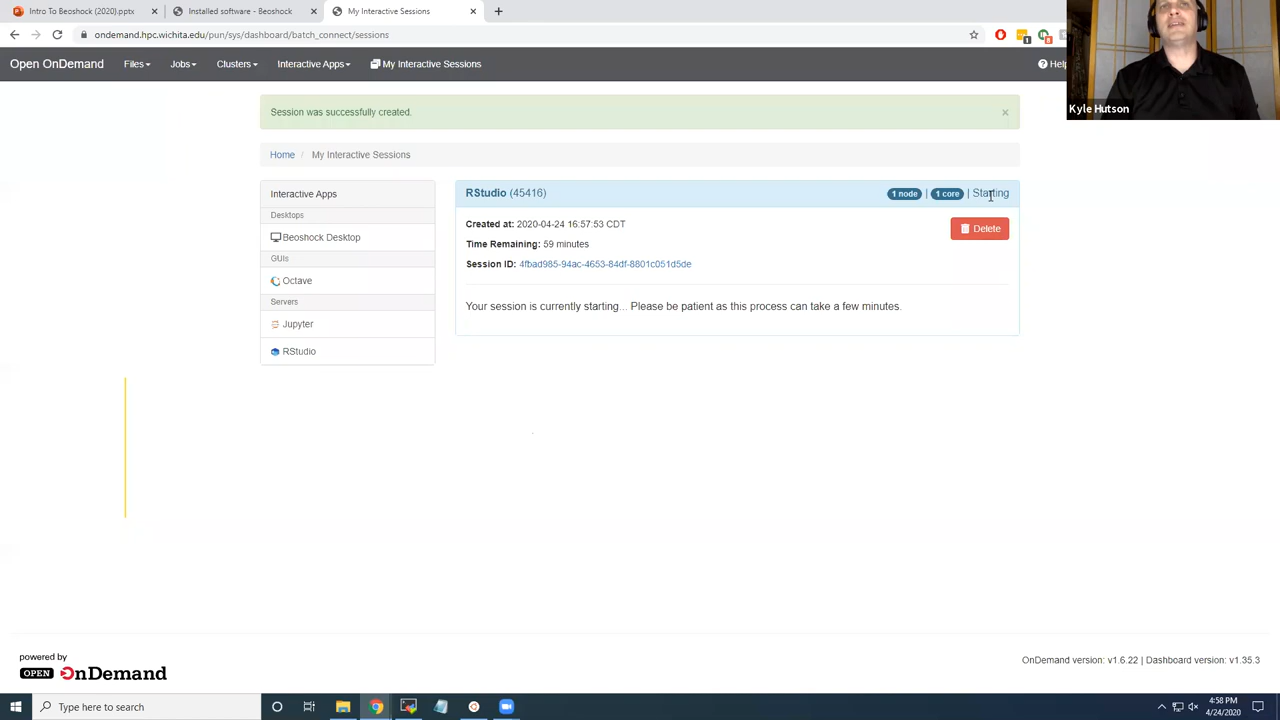 Intro To Beoshock (2020).pptx
Installed software - Beoshock
My Interactive Sessions
ondemand.hpc.wichita.edu/pun/sys/dashboard/batch_connect/sessions
Open OnDemand
Files
Jobs
Clusters
Interactive Apps
My Interactive Sessions
Kyle Hutson
Session was successfully created.
×
Home / My Interactive Sessions
Interactive Apps
Desktops
Beoshock Desktop
GUIs
Octave
Servers
Jupyter
RStudio
RStudio (45416)
1 node | 1 core | Starting
Created at: 2020-04-24 16:57:53 CDT
Delete
Time Remaining: 59 minutes
Session ID: 4fbad985-94ac-4653-84df-8801c051d5de
Your session is currently starting... Please be patient as this process can take a few minutes.
powered by
OPEN OnDemand
OnDemand version: v1.6.22 | Dashboard version: v1.35.3
Type here to search
4:58 PM
4/24/2020